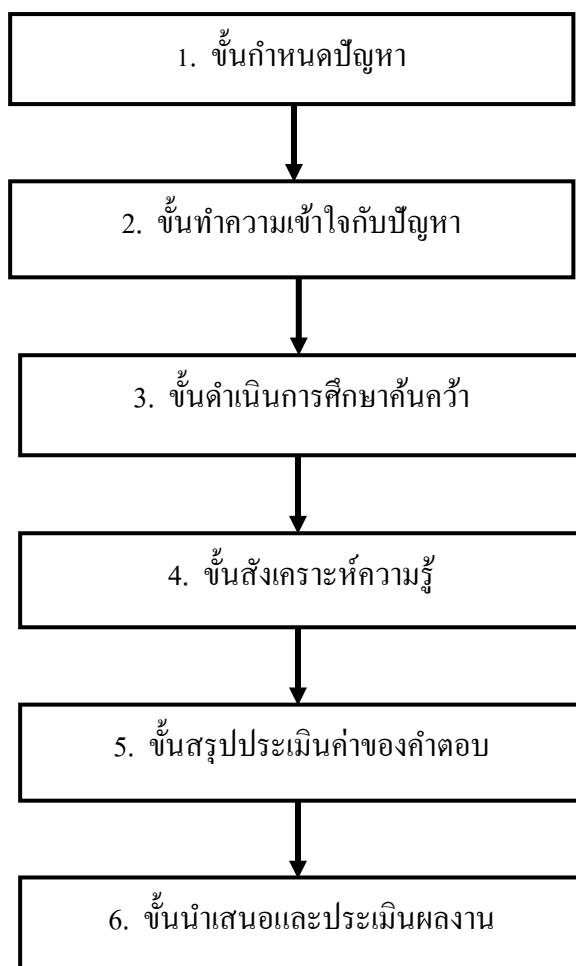 1. ขั้นกำหนดปัญหา
2. ขั้นทำความเข้าใจกับปัญหา
3. ขั้นดำเนินการศึกษาค้นคว้า
4. ขั้นสังเคราะห์ความรู้
5. ขั้นสรุปประเมินค่าของคำตอบ
6. ขั้นนำเสนอและประเมินผลงาน